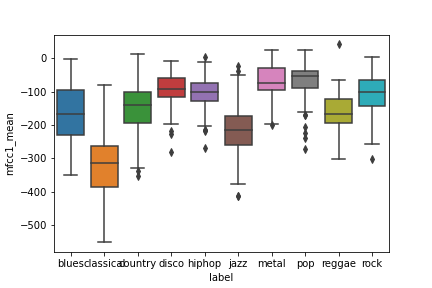 0
−100
−200
−300
−400
−500
mfcc1_mean
blues classical country disco hiphop jazz metal pop reggae rock
label